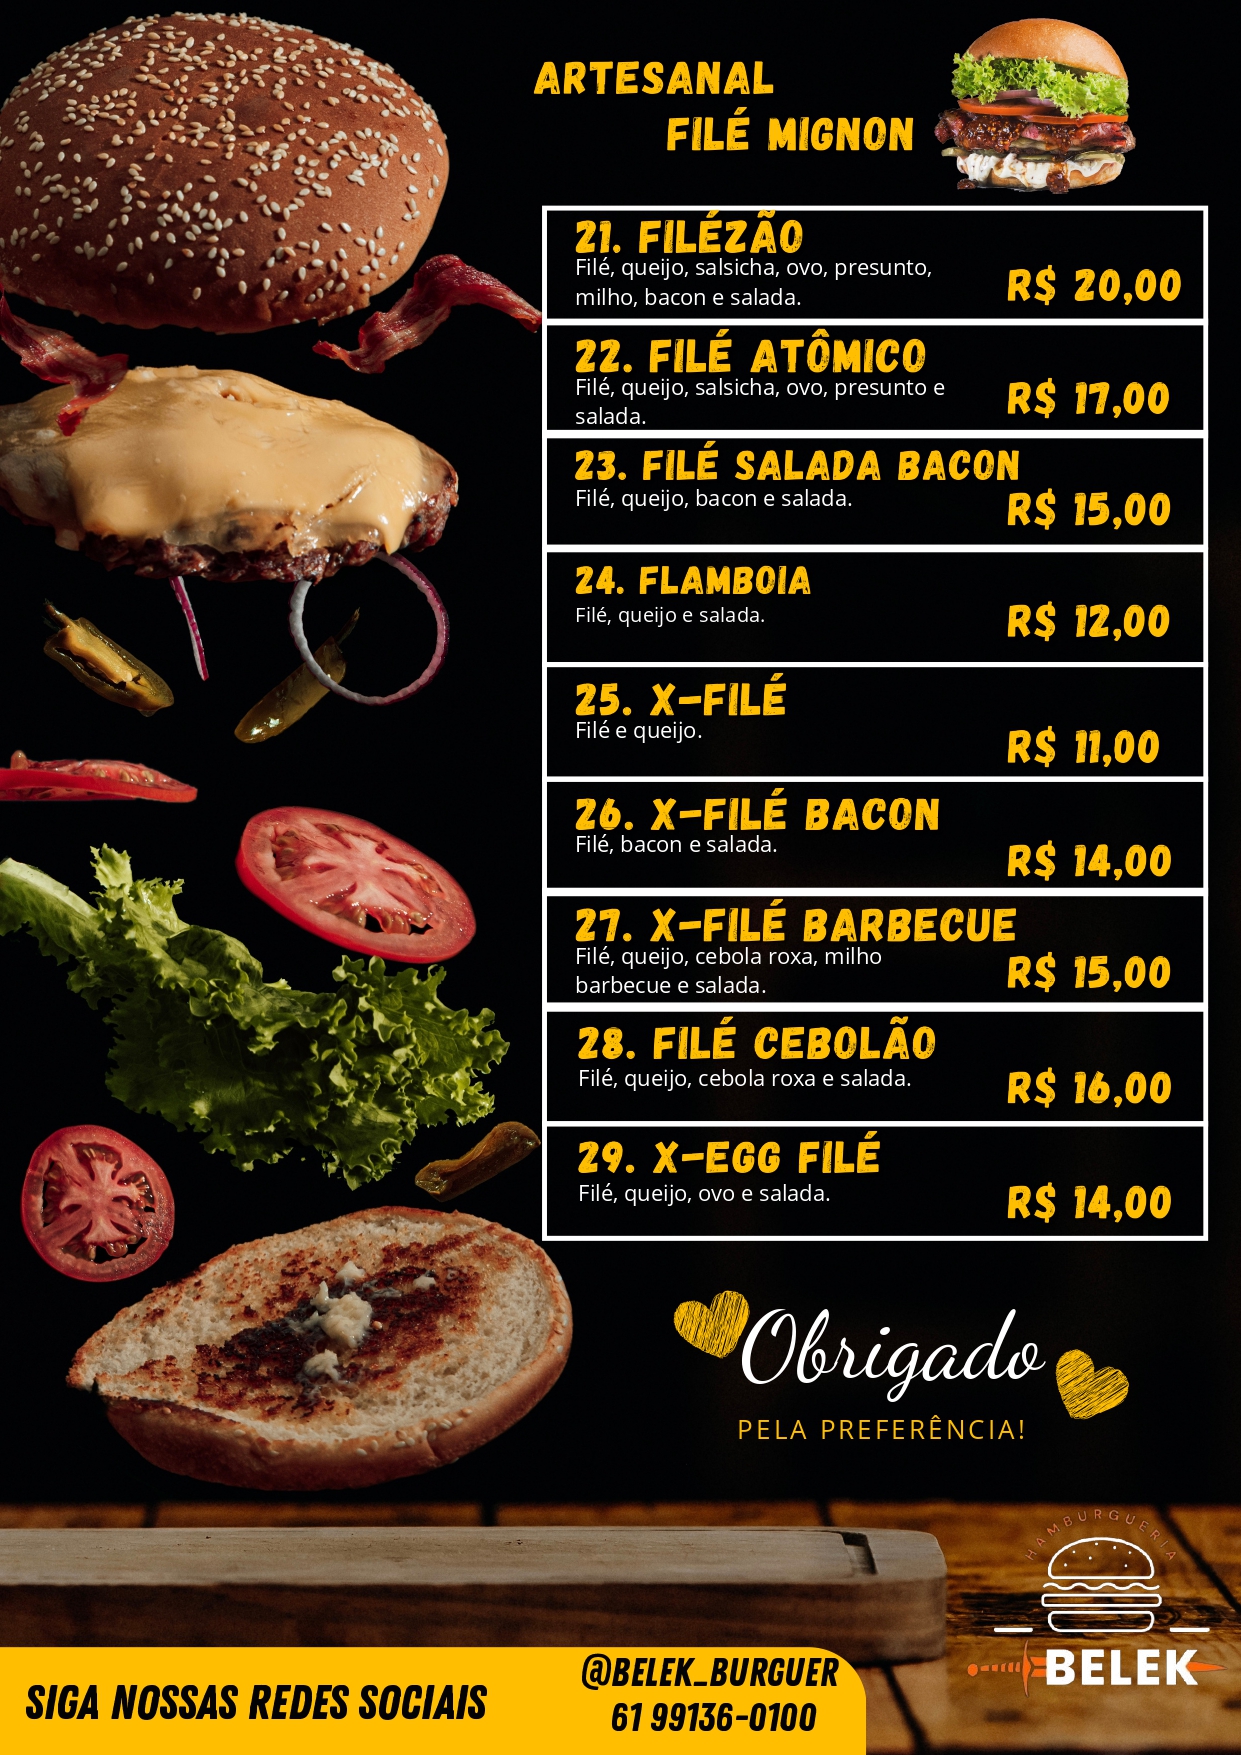 ARTESANAL
FILÉ MIGNON
21. FILÉZÃO
Filé, queijo, salsicha, ovo, presunto,
milho, bacon e salada.
R$ 20,00
22. FILÉ ATÔMICO
Filé, queijo, salsicha, ovo, presunto e
salada.
R$ 17,00
23. FILÉ SALADA BACON
Filé, queijo, bacon e salada.
R$ 15,00
24. FLAMBOIA
Filé, queijo e salada.
R$ 12,00
25. X-FILÉ
Filé e queijo.
R$ 11,00
26. X-FILÉ BACON
Filé, bacon e salada.
R$ 14,00
27. X-FILÉ BARBECUE
Filé, queijo, cebola roxa, milho
barbecue e salada.
R$ 15,00
28. FILÉ CEBOLÃO
Filé, queijo, cebola roxa e salada.
R$ 16,00
29. X-EGG FILÉ
Filé, queijo, ovo e salada.
R$ 14,00
Obrigado
PELA PREFERÊNCIA!
HAMBURGUERIA
BELEK
SIGA NOSSAS REDES SOCIAIS
@BELEK_BURGUER
61 99136-0100